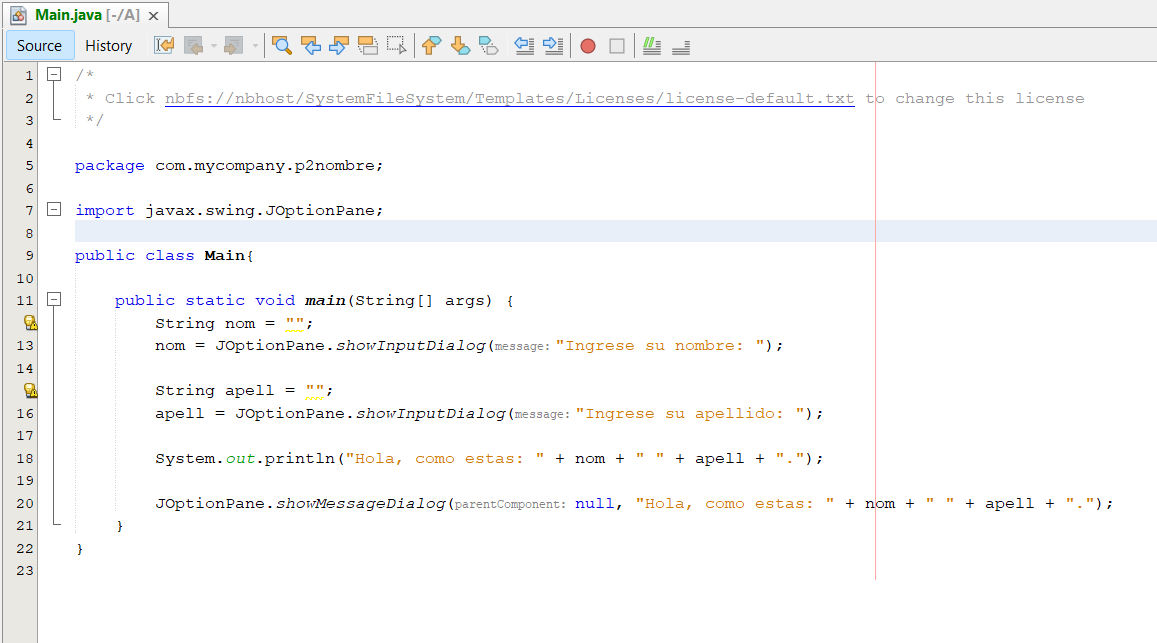 Main.java [-/A]
Source History
1 /*
2 * Click nbfs://nbhost/SystemFileSystem/Templates/Licenses/license-default.txt to change this license
3 */
4
5 package com.mycompany.p2nombre;
6
7 import javax.swing.JOptionPane;
8
9 public class Main{
10
11 public static void main(String[] args) {
String nom = "";
13 nom = JOptionPane.showInputDialog(message: "Ingrese su nombre: ");
14
String apell = "";
16 apell = JOptionPane.showInputDialog(message: "Ingrese su apellido: ");
17
18 System.out.println("Hola, como estas: " + nom + " " + apell + ".");
19
20 JOptionPane.showMessageDialog(parentComponent: null, "Hola, como estas: " + nom + " " + apell + ".");
21 }
22 }
23